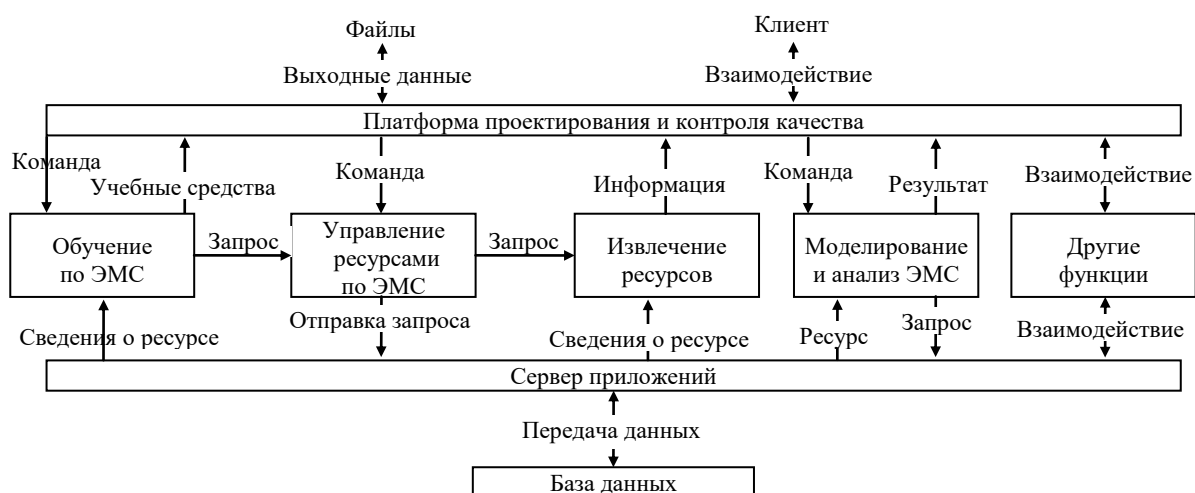 Файлы
Клиент
Выходные данные
Взаимодействие
Платформа проектирования и контроля качества
Команда
Учебные средства
Команда
Информация
Команда
Результат
Взаимодействие
Обучение
по ЭМС
Запрос
Управление
ресурсами
по ЭМС
Запрос
Извлечение
ресурсов
Моделирование
и анализ ЭМС
Другие
функции
Сведения о ресурсе
Отправка запроса
Сведения о ресурсе
Ресурс
Запрос
Взаимодействие
Сервер приложений
Передача данных
База данных